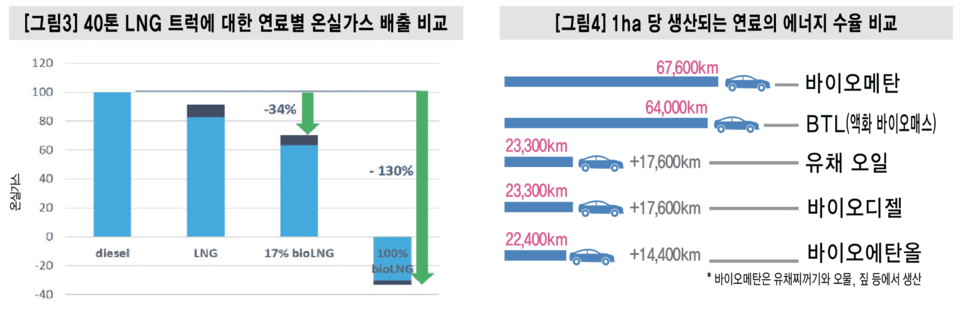 [그림3] 40톤 LNG 트럭에 대한 연료별 온실가스 배출 비교
120
100
80
60
40
20
0
-20
-40
온실가스
-34%
- 130%
diesel
LNG
17% bioLNG
100%
bioLNG
[그림4] 1ha 당 생산되는 연료의 에너지 수율 비교
67,600km
바이오메탄
64,000km
BTL(액화 바이오매스)
23,300km
+17,600km
유채 오일
23,300km
+17,600km
바이오디젤
22,400km
+14,400km
바이오에탄올
* 바이오메탄은 유채찌꺼기와 오물, 짚 등에서 생산